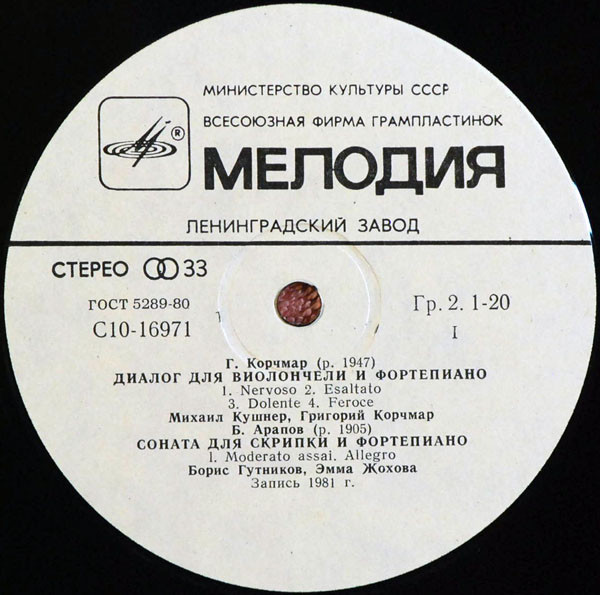 МИНИСТЕРСТВО КУЛЬТУРЫ СССР
ВСЕСОЮЗНАЯ ФИРМА ГРАМПЛАСТИНОК
®
МЕЛОДИЯ
ЛЕНИНГРАДСКИЙ ЗАВОД
СТЕРЕО 33
ГОСТ 5289-80
Гр. 2. 1-20
С10-16971
I
Г. Корчмар (р. 1947)
ДИАЛОГ ДЛЯ ВИОЛОНЧЕЛИ И ФОРТЕПИАНО
1. Nervoso 2. Esaltato
3. Dolente 4. Feroce
Михаил Кушнер, Григорий Корчмар
Б. Арапов (р. 1905)
СОНАТА ДЛЯ СКРИПКИ И ФОРТЕПИАНО
1. Moderato assai. Allegro
Борис Гутников, Эмма Жохова
Запись 1981 г.